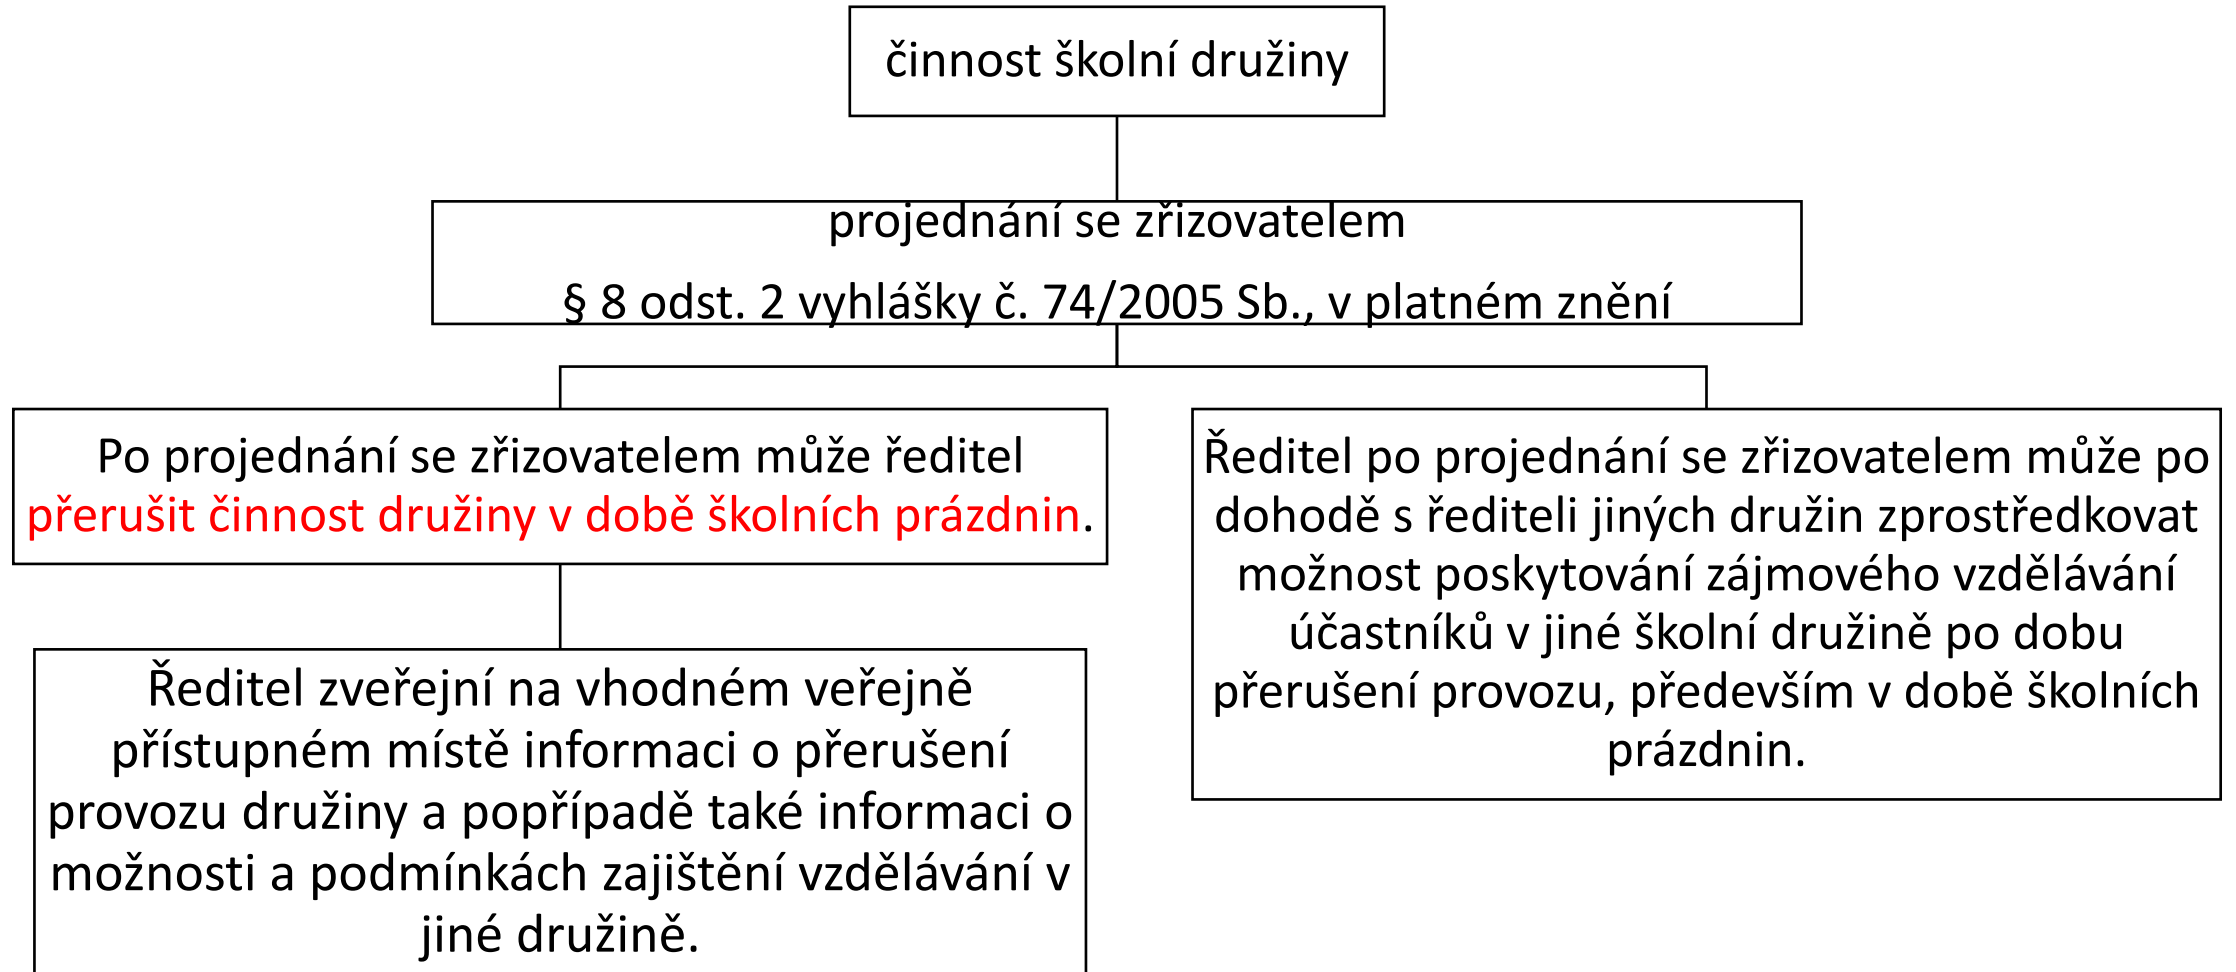 činnost školní družiny
projednání se zřizovatelem
§ 8 odst. 2 vyhlášky č. 74/2005 Sb., v platném znění
Po projednání se zřizovatelem může ředitel
přerušit činnost družiny v době školních prázdnin.
Ředitel zveřejní na vhodném veřejně
přístupném místě informaci o přerušení
provozu družiny a popřípadě také informaci o
možnosti a podmínkách zajištění vzdělávání v
jiné družině.
Ředitel po projednání se zřizovatelem může po
dohodě s řediteli jiných družin zprostředkovat
možnost poskytování zájmového vzdělávání
účastníků v jiné školní družině po dobu
přerušení provozu, především v době školních
prázdnin.